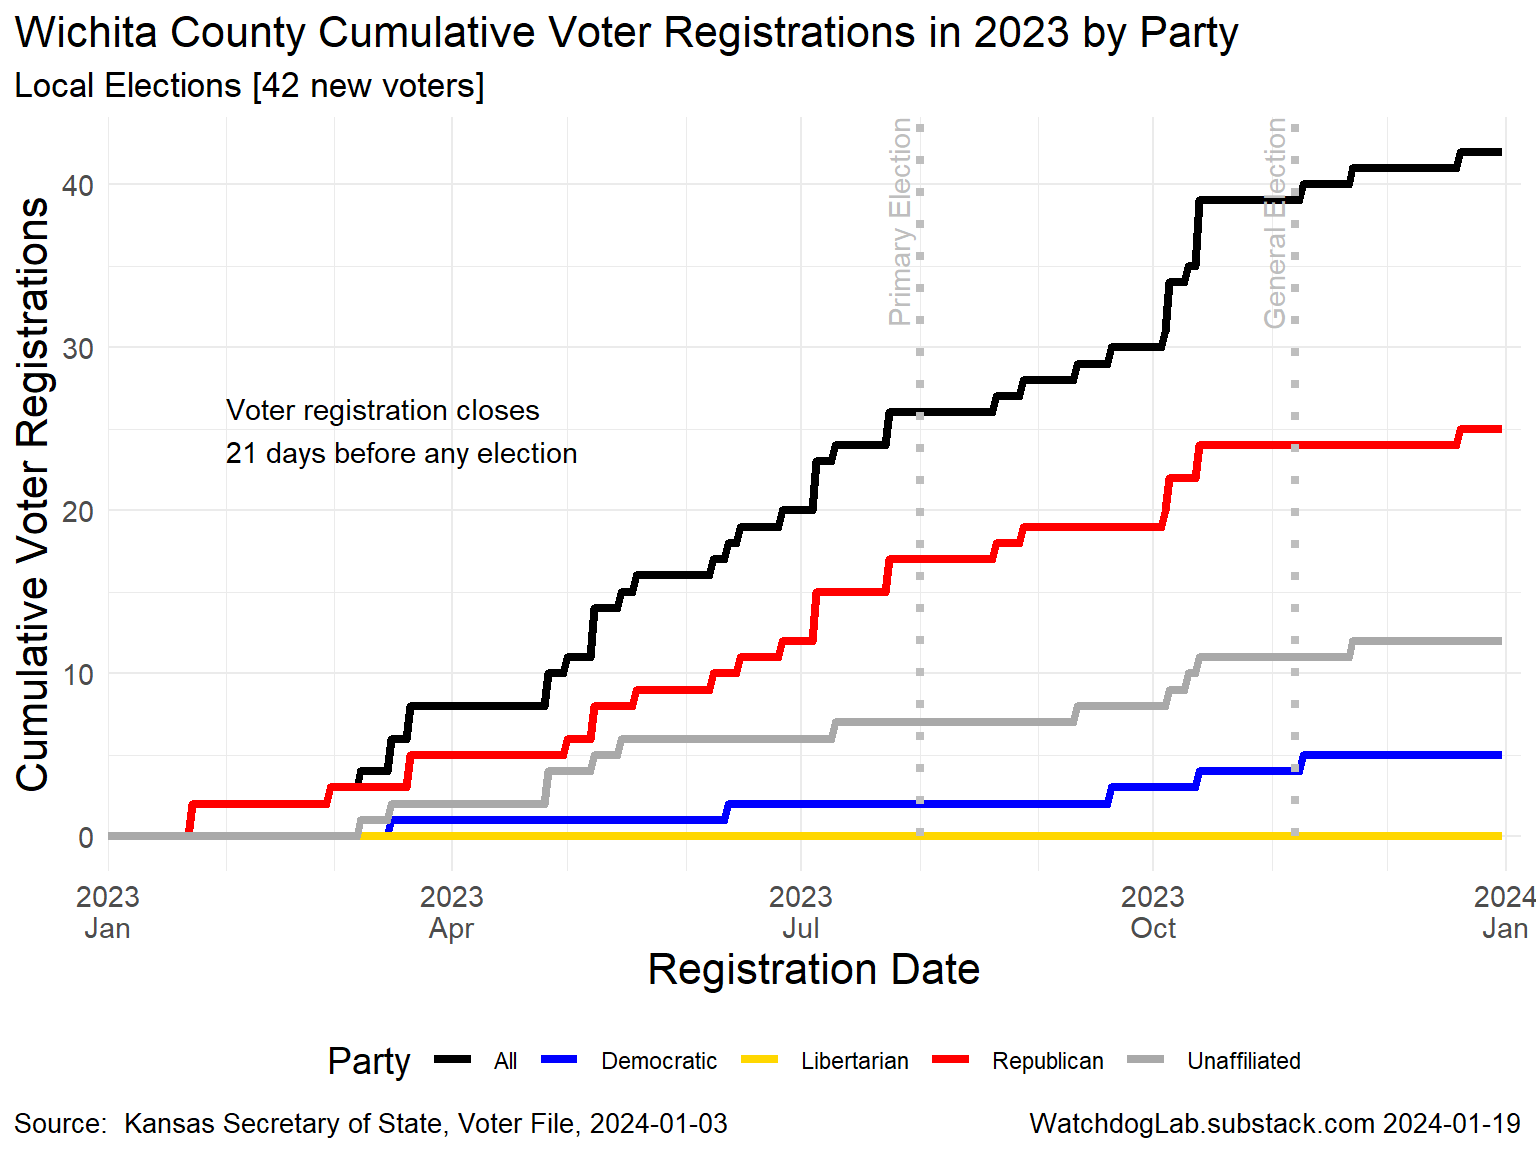 Wichita County Cumulative Voter Registrations in 2023 by Party
Local Elections [42 new voters]
Cumulative Voter Registrations
40
30
20
10
0
Primary Election
General Election
Voter registration closes
21 days before any election
2023 2023 2023 2023 2024
Jan Apr Jul Oct Jan
Registration Date
Party All Democratic Libertarian Republican Unaffiliated
Source:  Kansas Secretary of State, Voter File, 2024-01-03
WatchdogLab.substack.com 2024-01-19